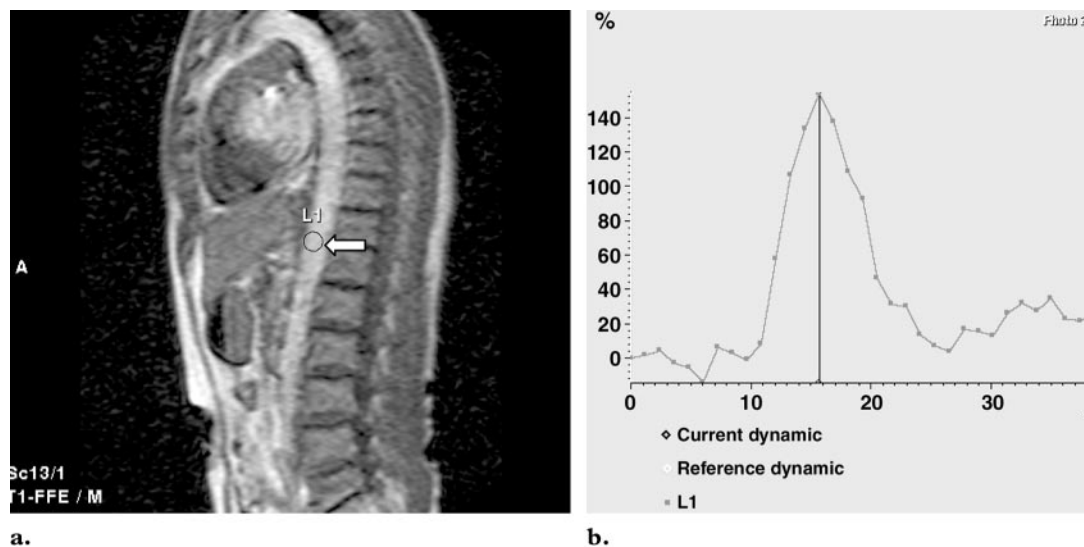 L1
A
Sc13/1
T1-FFE / M
a.
%
Photo
140
120
100
80
60
40
20
0
0
10
20
30
Current dynamic
Reference dynamic
L1
b.